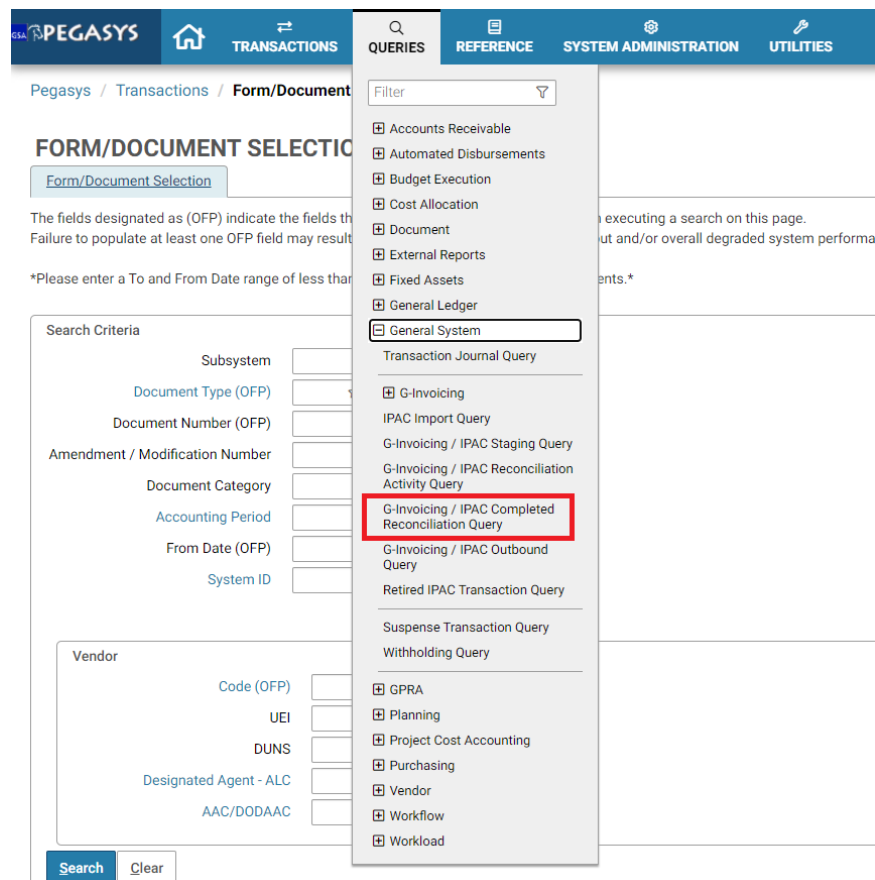 GSA PEGASYS
TRANSACTIONS
QUERIES
REFERENCE
SYSTEM ADMINISTRATION
UTILITIES
Pegasys / Transactions / Form/Document
FORM/DOCUMENT SELECTIO
Form/Document Selection
The fields designated as (OFP) indicate the fields th
executing a search on this page.
Failure to populate at least one OFP field may result
ut and/or overall degraded system performa
*Please enter a To and From Date range of less than
ents.*
Search Criteria
Subsystem
Document Type (OFP)
Document Number (OFP)
Amendment / Modification Number
Document Category
Accounting Period
From Date (OFP)
System ID
Vendor
Code (OFP)
UEI
DUNS
Designated Agent - ALC
AAC/DODAAC
Search
Clear
Filter
Accounts Receivable
Automated Disbursements
Budget Execution
Cost Allocation
Document
External Reports
Fixed Assets
General Ledger
General System
Transaction Journal Query
G-Invoicing
IPAC Import Query
G-Invoicing / IPAC Staging Query
G-Invoicing / IPAC Reconciliation
Activity Query
G-Invoicing / IPAC Completed
Reconciliation Query
G-Invoicing / IPAC Outbound
Query
Retired IPAC Transaction Query
Suspense Transaction Query
Withholding Query
GPRA
Planning
Project Cost Accounting
Purchasing
Vendor
Workflow
Workload